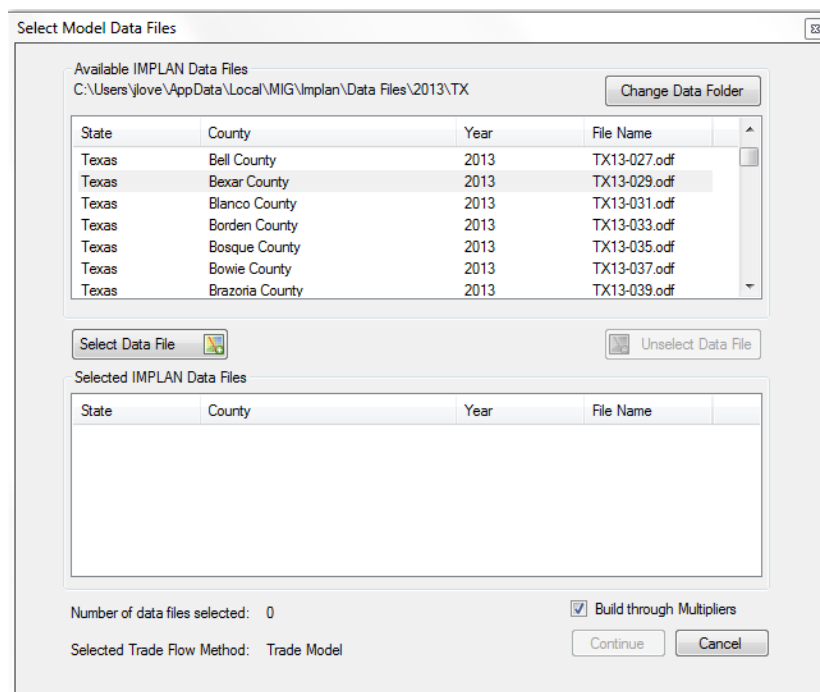 Select Model Data Files
Available IMPLAN Data Files
C:\Users\jlove\AppData\Local\MIG\Implan\Data Files\2013\TX
Change Data Folder
State County Year File Name
Texas Bell County 2013 TX13-027.odf
Texas Bexar County 2013 TX13-029.odf
Texas Blanco County 2013 TX13-031.odf
Texas Borden County 2013 TX13-033.odf
Texas Bosque County 2013 TX13-035.odf
Texas Bowie County 2013 TX13-037.odf
Texas Brazoria County 2013 TX13-039.odf
Select Data File Unselect Data File
Selected IMPLAN Data Files
State County Year File Name
Number of data files selected: 0 Build through Multipliers
Selected Trade Flow Method: Trade Model Continue Cancel